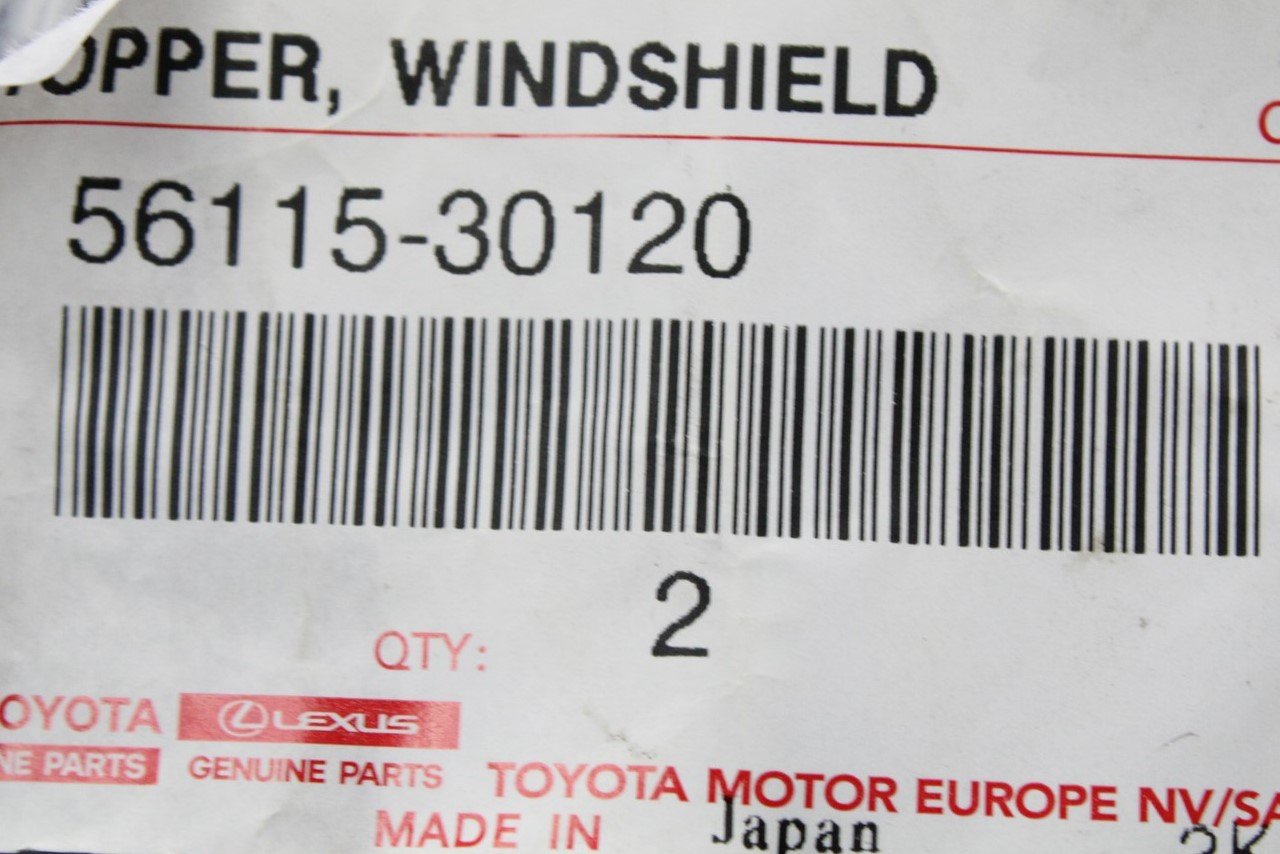 OPPER, WINDSHIELD
56115-30120
QTY: 2
OYOTA LEXUS
NE PARTS GENUINE PARTS TOYOTA MOTOR EUROPE NV/SA
MADE IN Japan